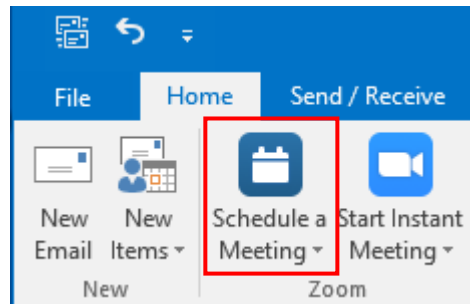 File Home Send / Receive
New Email
New Items
Schedule a Meeting
Start Instant Meeting
New
Zoom